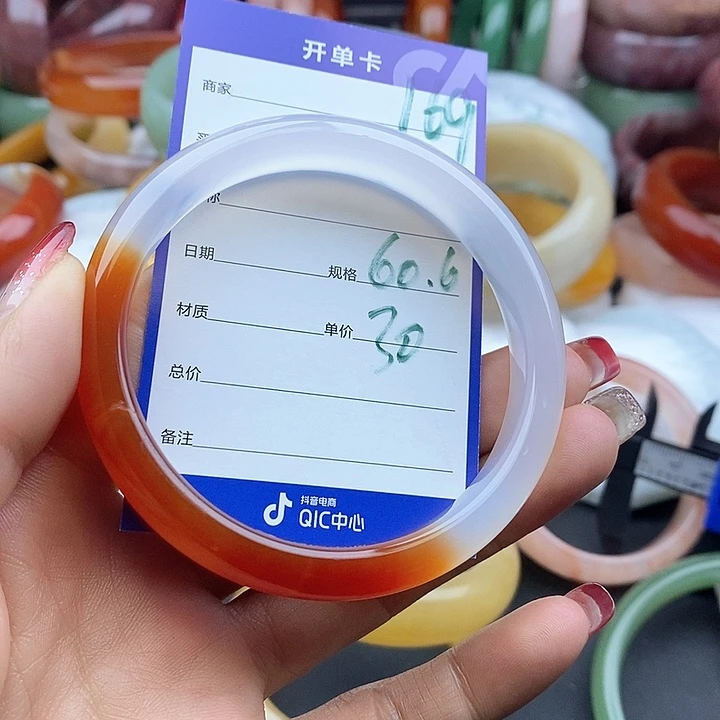 开单卡
商家 109
日期 规格 60.6
材质 单价 30
总价
备注
抖音电商
QIC中心